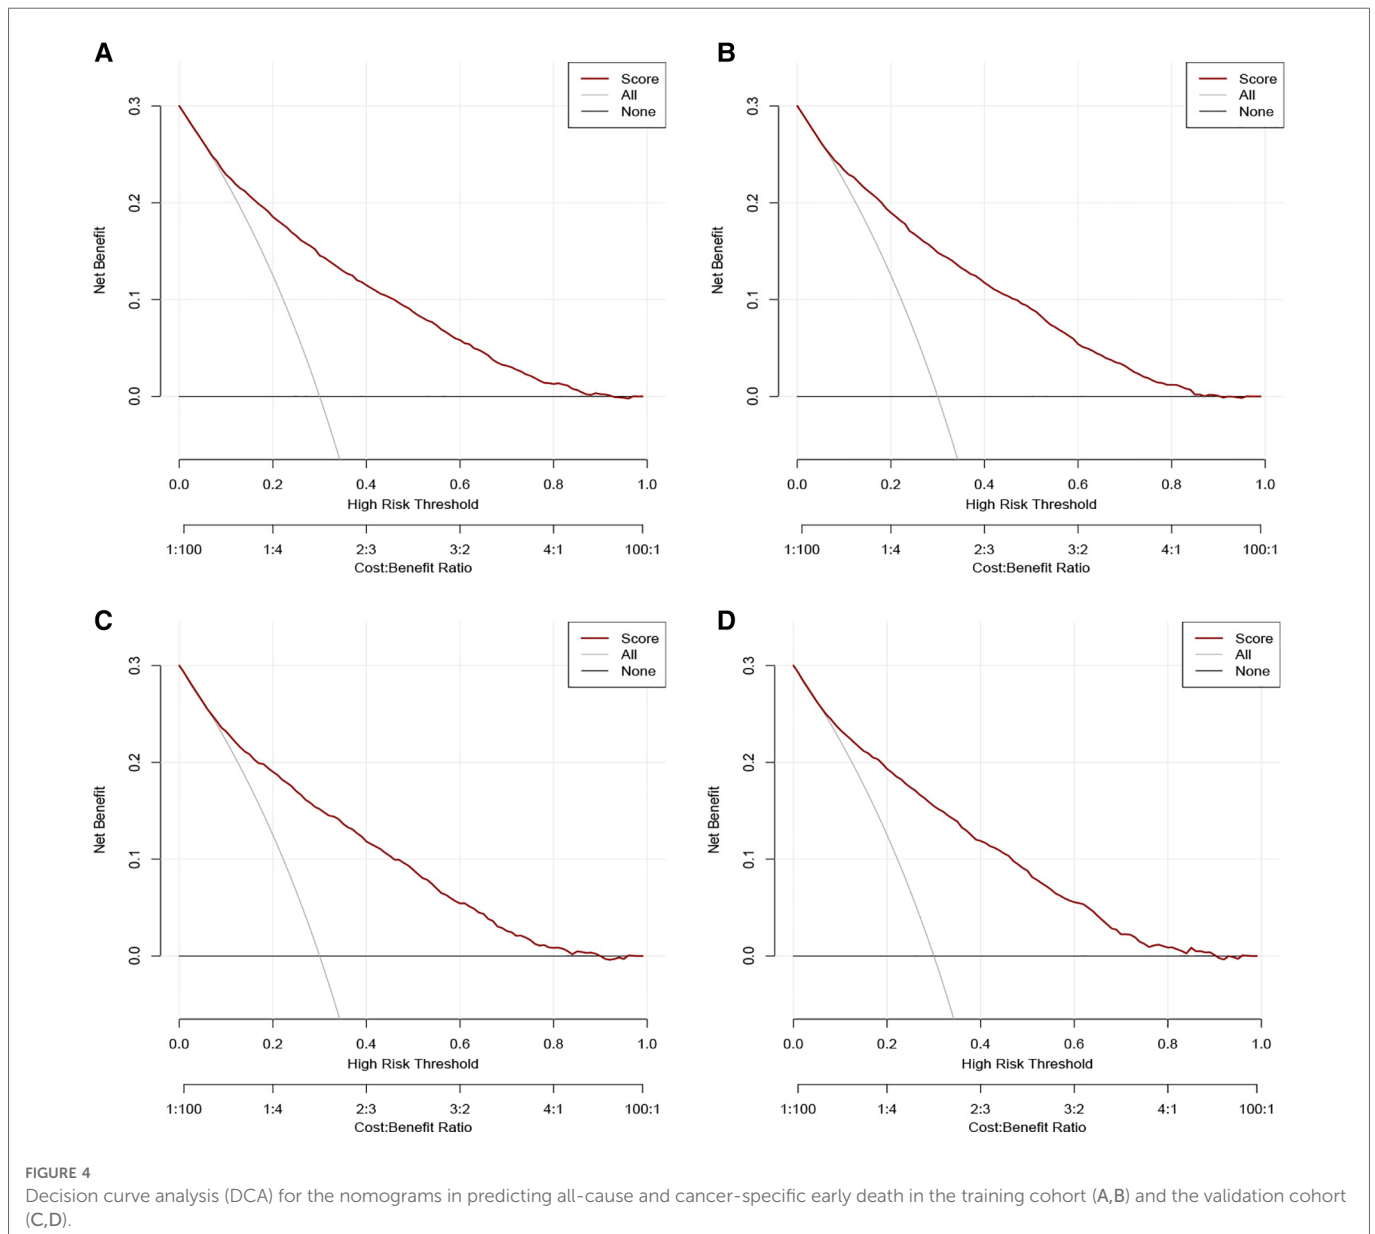 A
Score
All
None
0.3
0.2
0.1
0.0
Net Benefit
0.0 0.2 0.4 0.6 0.8 1.0
High Risk Threshold
1:100 1:4 2:3 3:2 4:1 100:1
Cost:Benefit Ratio
B
Score
All
None
0.3
0.2
0.1
0.0
Net Benefit
0.0 0.2 0.4 0.6 0.8 1.0
High Risk Threshold
1:100 1:4 2:3 3:2 4:1 100:1
Cost:Benefit Ratio
C
Score
All
None
0.3
0.2
0.1
0.0
Net Benefit
0.0 0.2 0.4 0.6 0.8 1.0
High Risk Threshold
1:100 1:4 2:3 3:2 4:1 100:1
Cost:Benefit Ratio
D
Score
All
None
0.3
0.2
0.1
0.0
Net Benefit
0.0 0.2 0.4 0.6 0.8 1.0
High Risk Threshold
1:100 1:4 2:3 3:2 4:1 100:1
Cost:Benefit Ratio
FIGURE 4
Decision curve analysis (DCA) for the nomograms in predicting all-cause and cancer-specific early death in the training cohort (A,B) and the validation cohort
(C,D).